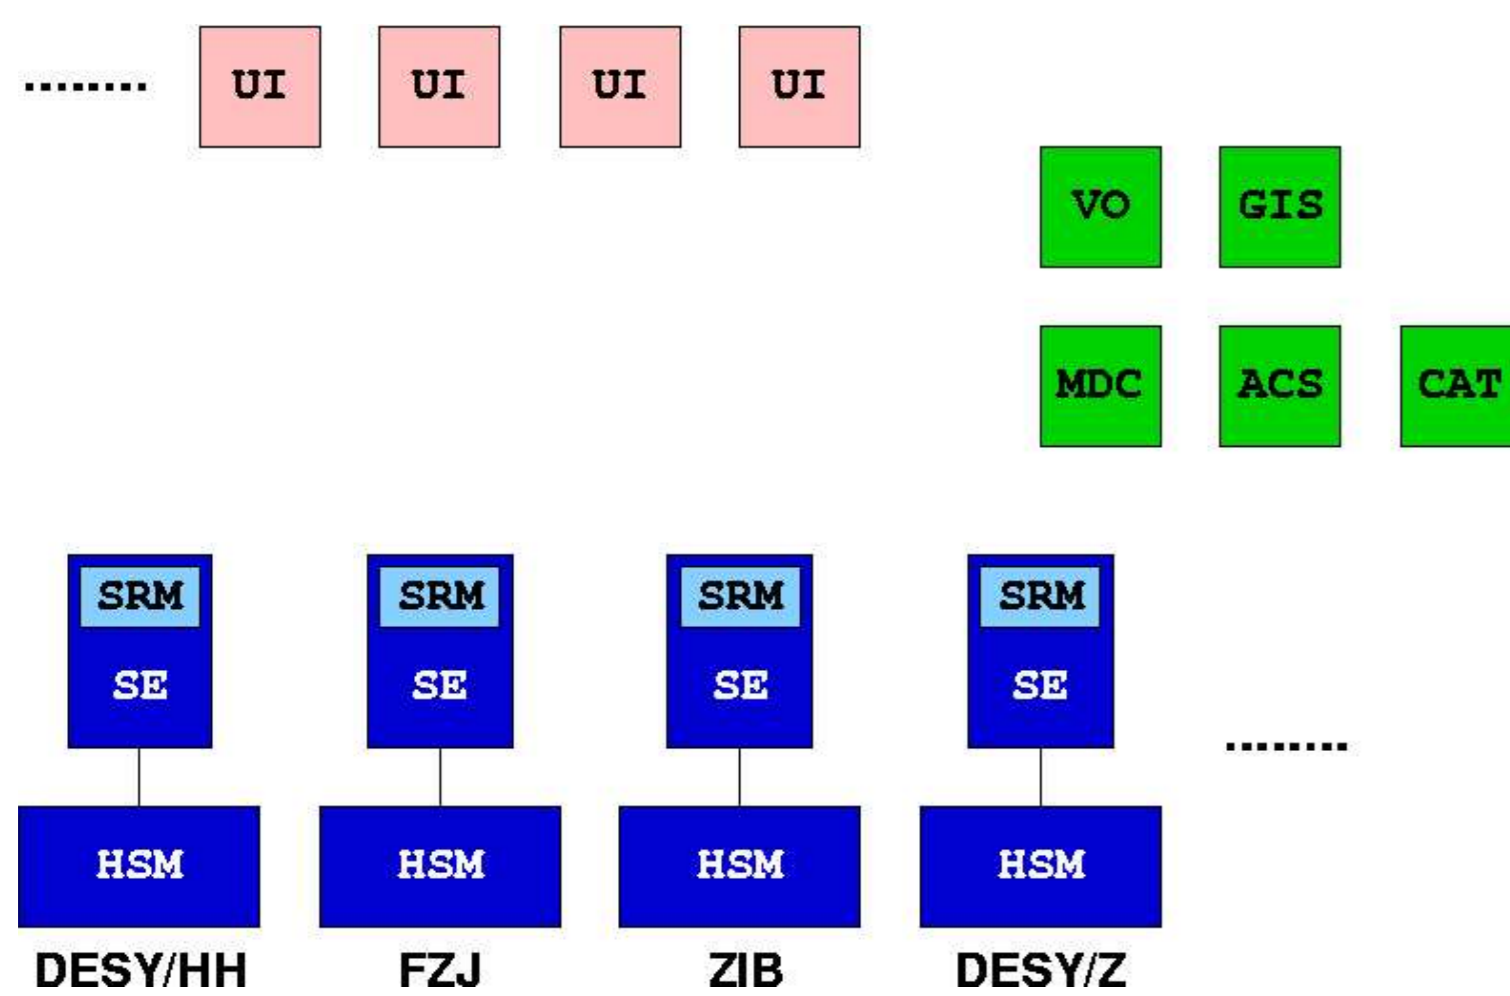 ........ UI UI UI UI
VO GIS
MDC ACS CAT
SRM SRM SRM SRM
SE SE SE SE
........
HSM HSM HSM HSM
DESY/HH FZJ ZIB DESY/Z